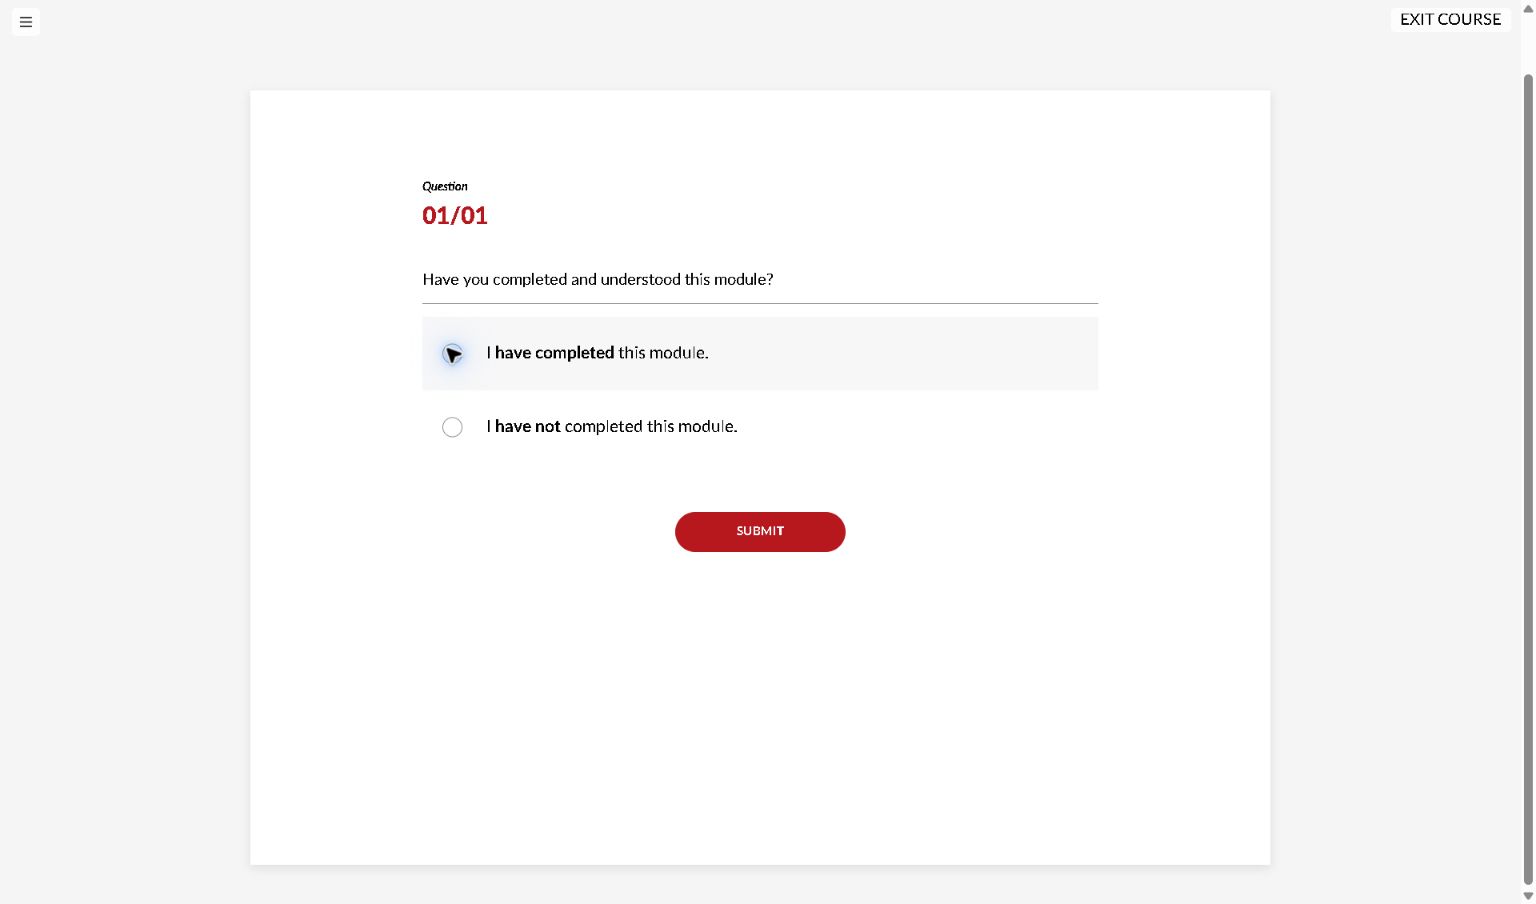 EXIT COURSE
Question
01/01
Have you completed and understood this module?
I have completed this module.
I have not completed this module.
SUBMIT